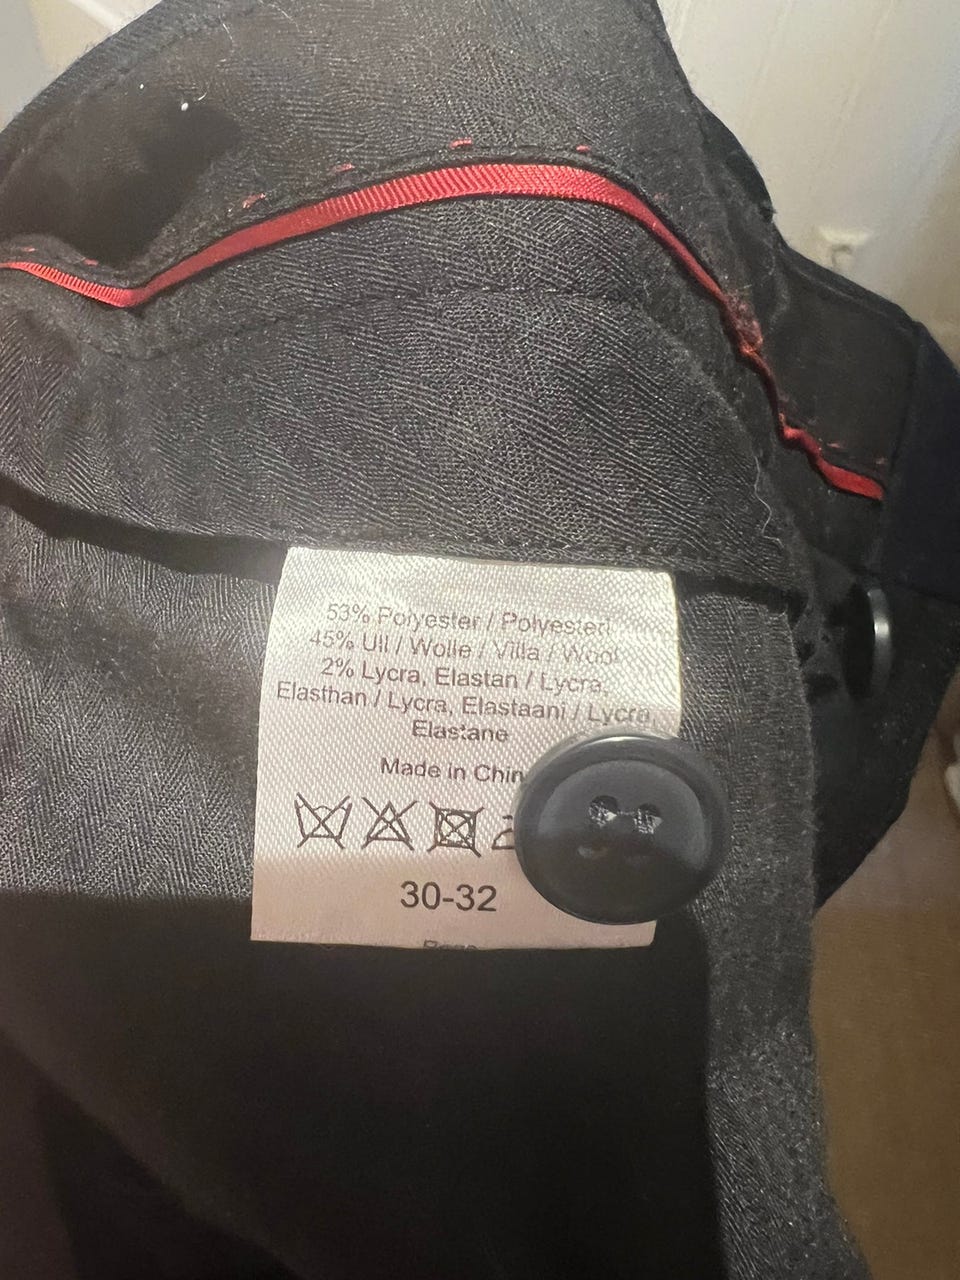 53% Polyester / Polyesteri
45% Ull / Wolle / Villa / Wool
2% Lycra, Elastan / Lycra,
Elasthan / Lycra, Elastaani / Lycra,
Elastane
Made in Chin
30-32